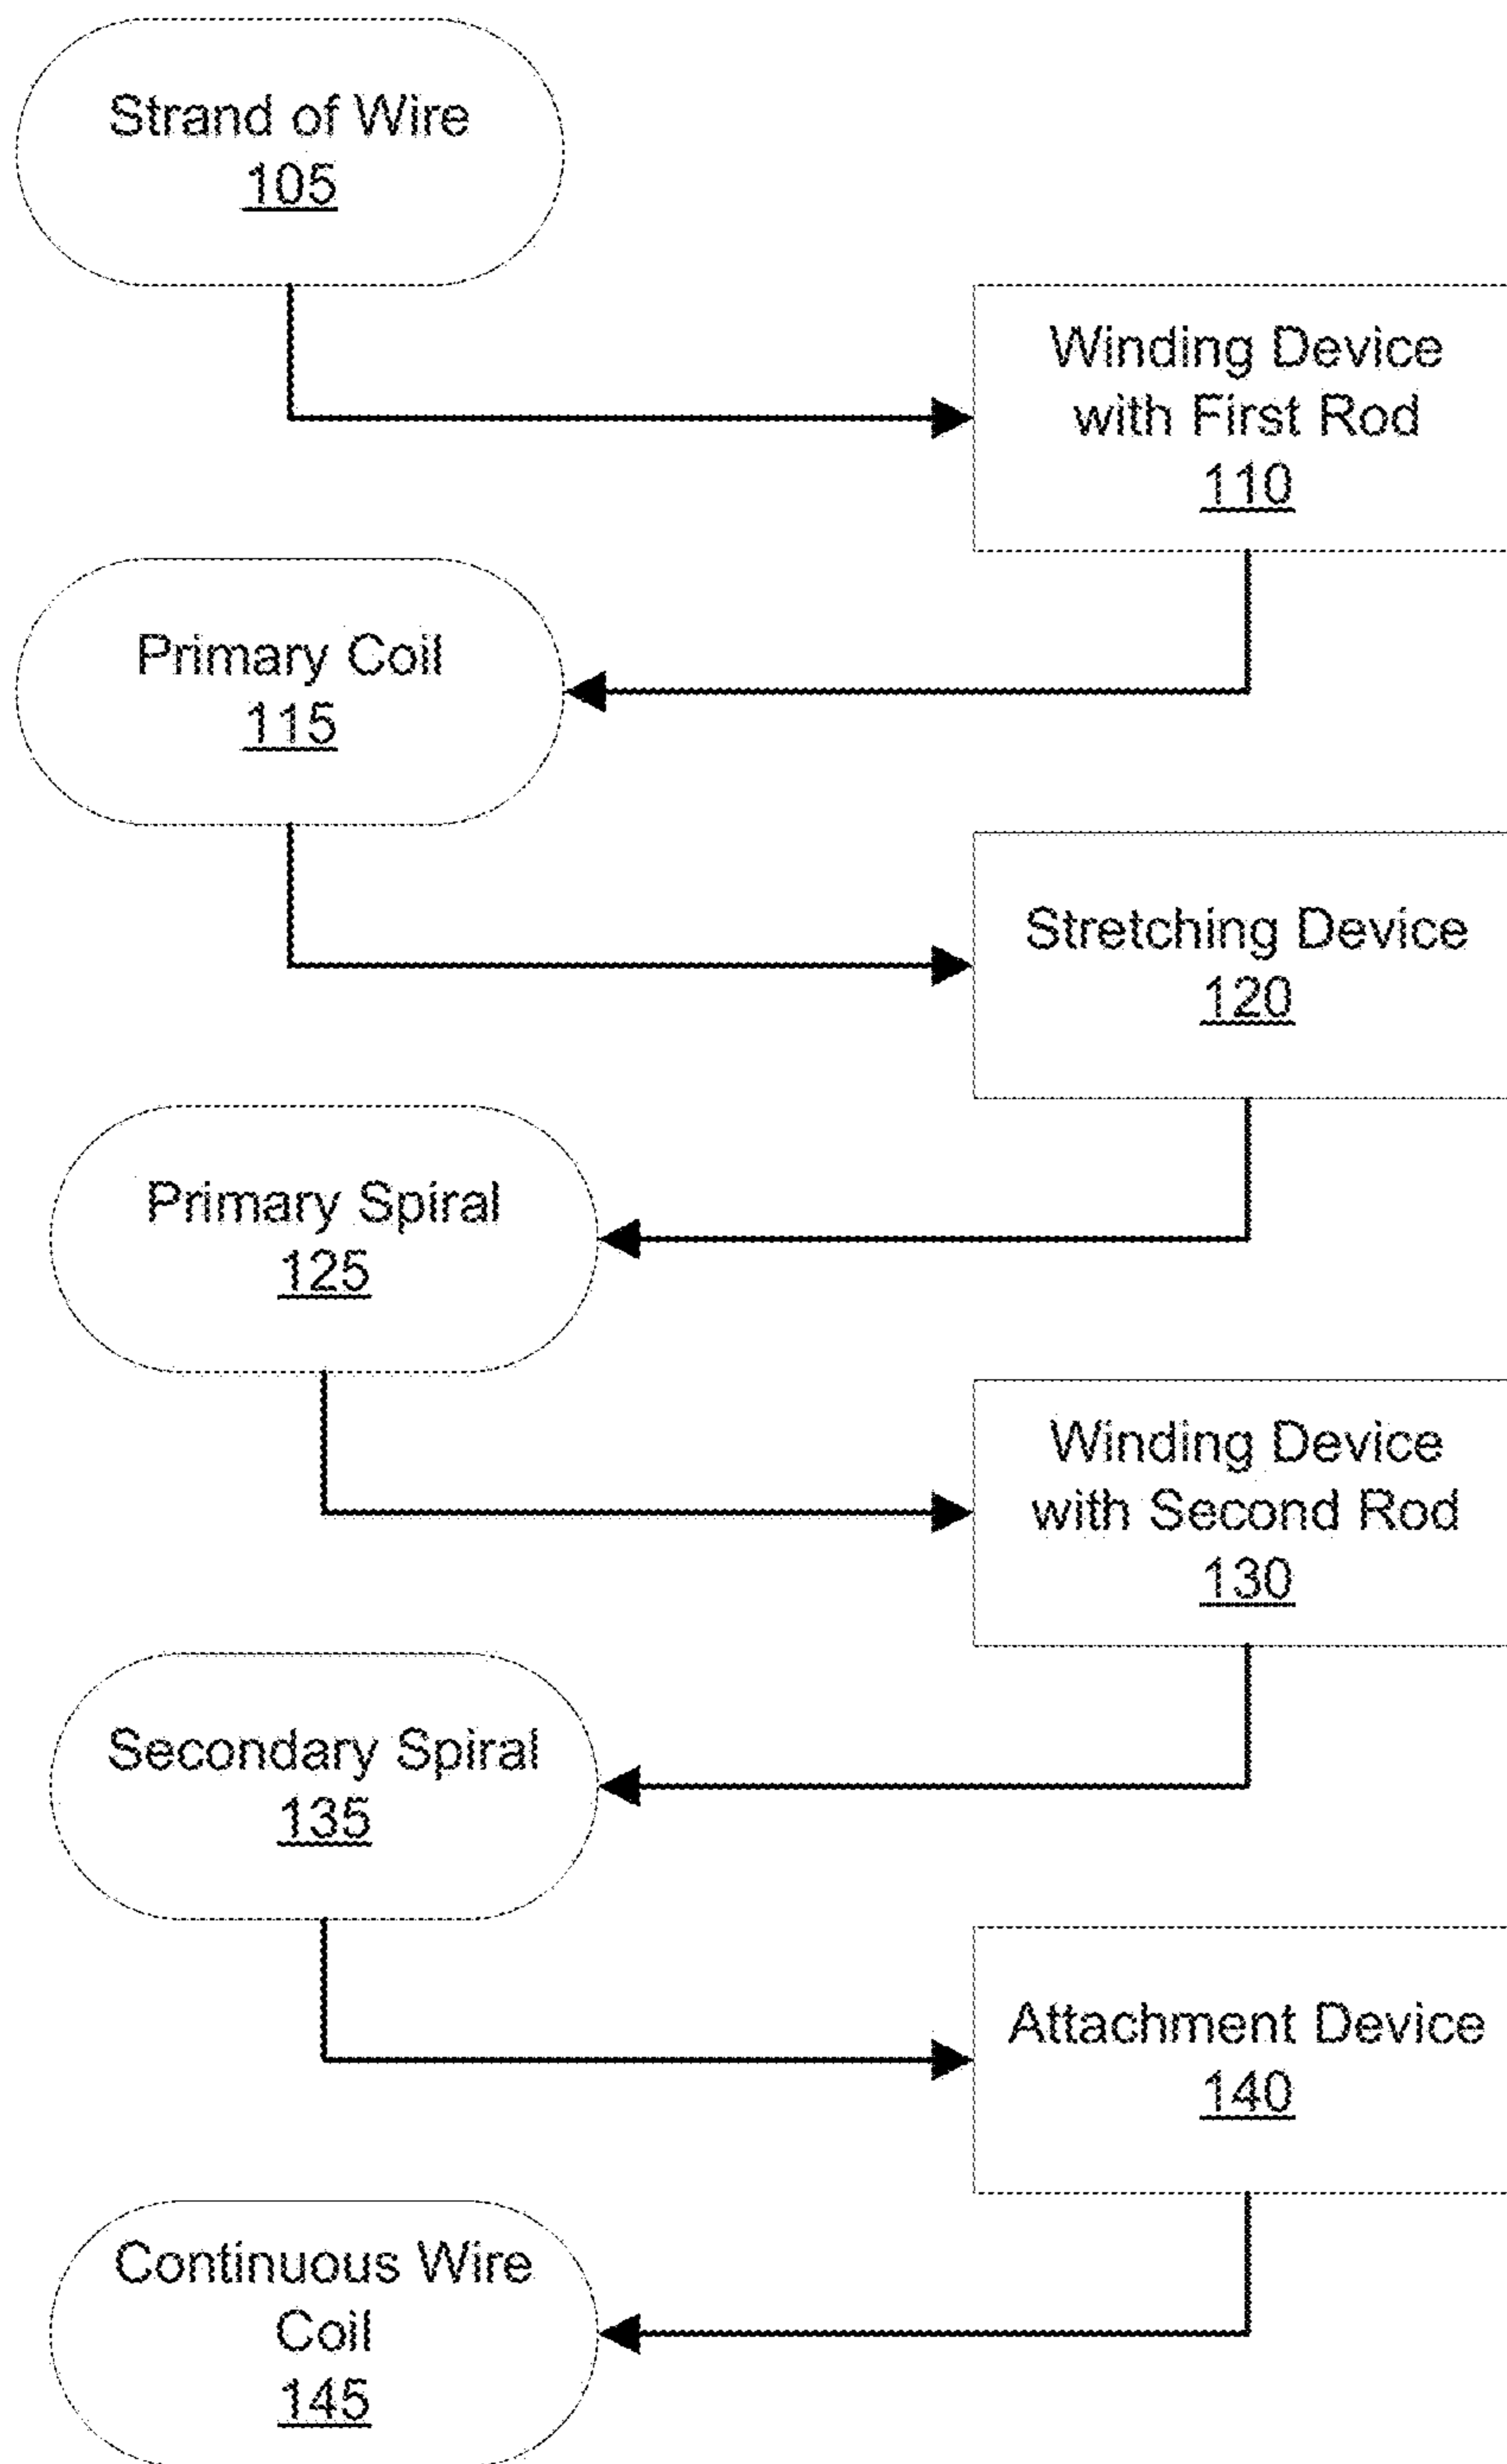 Strand of Wire
105
Winding Device
with First Rod
110
Primary Coil
115
Stretching Device
120
Primary Spiral
125
Winding Device
with Second Rod
130
Secondary Spiral
135
Attachment Device
140
Continuous Wire
Coil
145